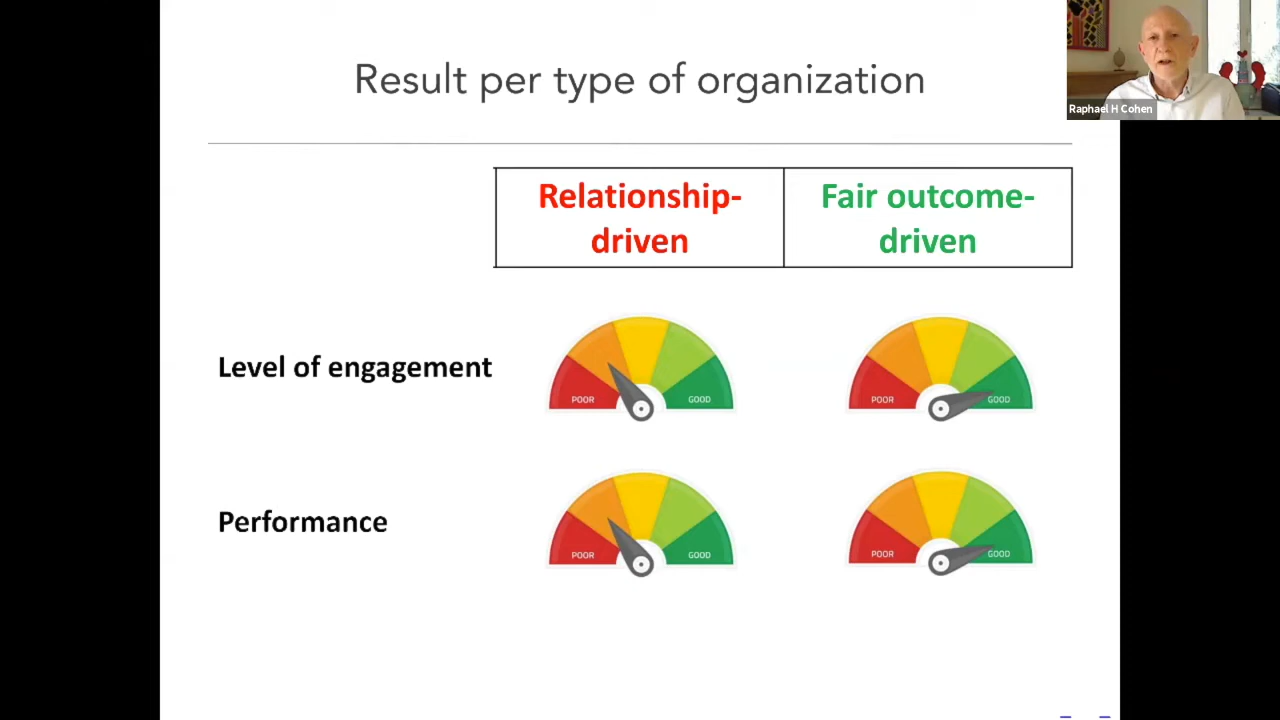 Result per type of organization
Raphael H Cohen
Relationship-
driven
Fair outcome-
driven
Level of engagement
POOR
GOOD
POOR
GOOD
Performance
POOR
GOOD
POOR
GOOD